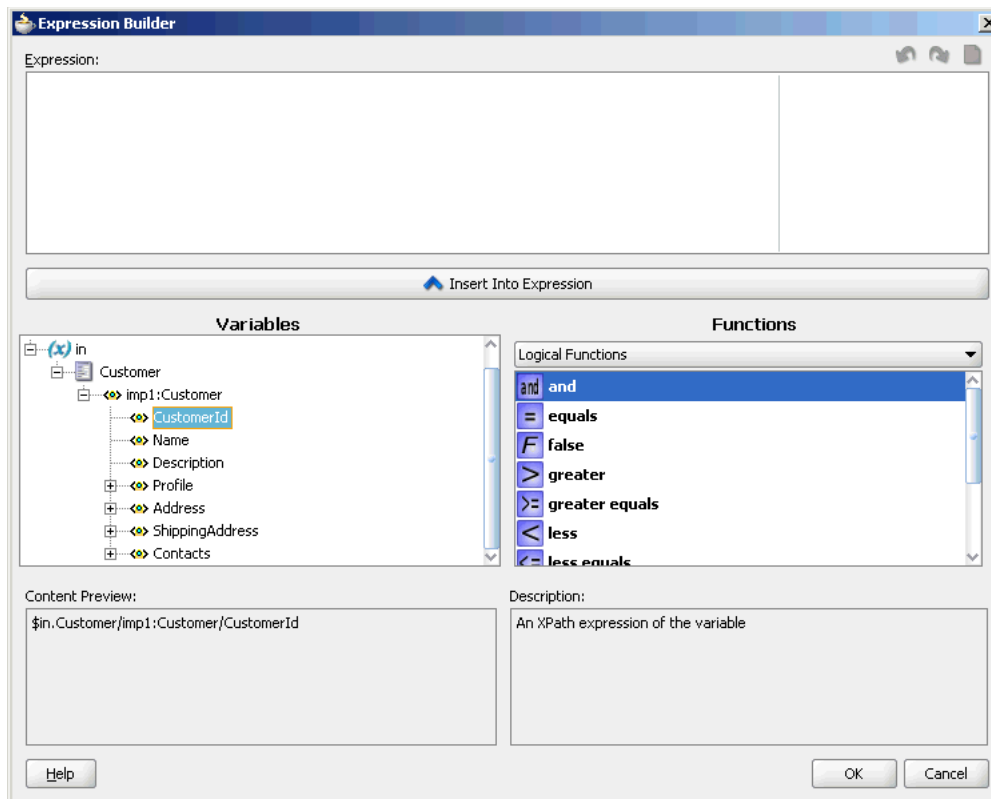 Expression Builder
Expression:
Insert Into Expression
Variables
Functions
(x) in
Customer
imp1:Customer
CustomerId
Name
Description
Profile
Address
ShippingAddress
Contacts
Logical Functions
and and
= equals
F false
> greater
>= greater equals
< less
<= less equals
Content Preview:
$in.Customer/imp1:Customer/CustomerId
Description:
An XPath expression of the variable
Help
OK
Cancel